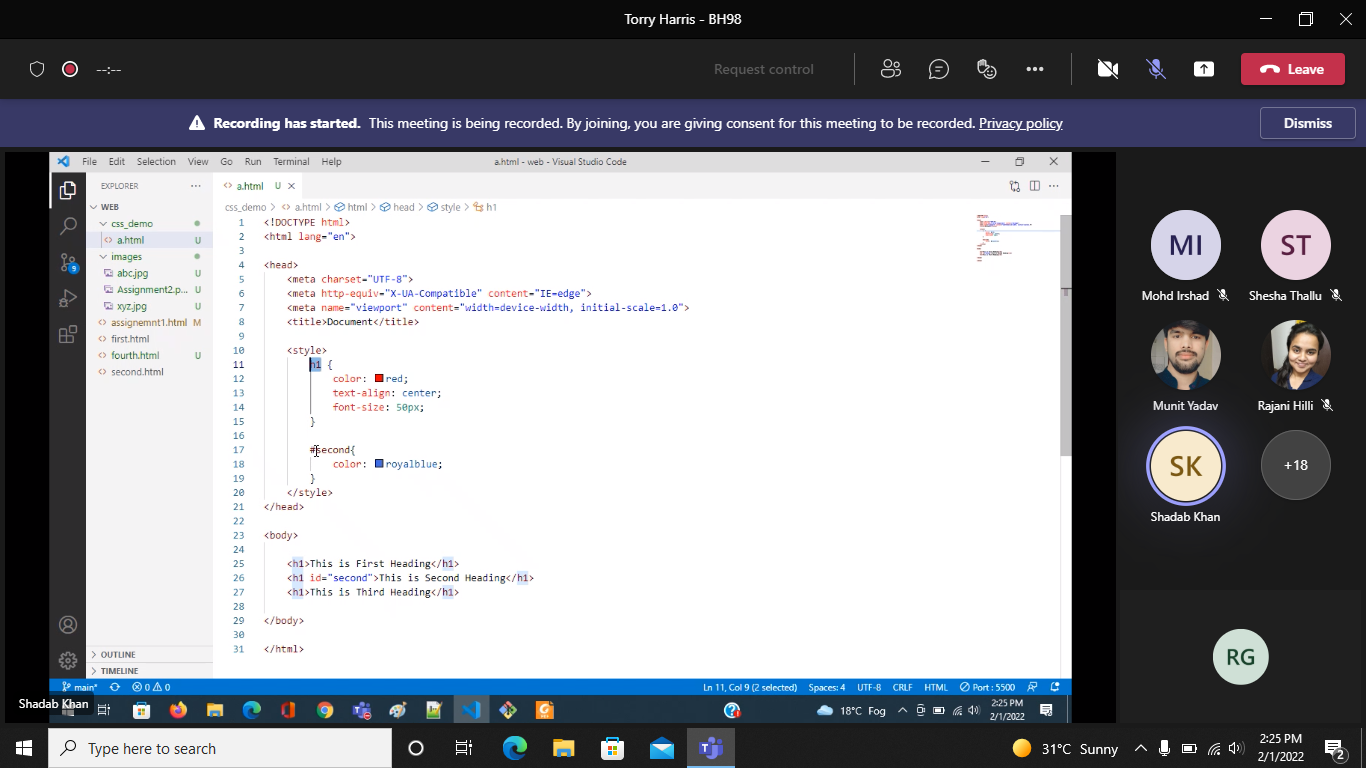 Torry Harris - BH98
--:--
Request control
Leave
Recording has started. This meeting is being recorded. By joining, you are giving consent for this meeting to be recorded. Privacy policy
Dismiss
File Edit Selection View Go Run Terminal Help
a.html - web - Visual Studio Code
EXPLORER
WEB
css_demo
a.html U
images
abc.jpg U
Assignment2.p... U
xyz.jpg U
assignemnt1.html M
first.html
fourth.html U
second.html
OUTLINE
TIMELINE
a.html U
css_demo > a.html > html > head > style > h1
1 <!DOCTYPE html>
2 <html lang="en">
3
4 <head>
5 <meta charset="UTF-8">
6 <meta http-equiv="X-UA-Compatible" content="IE=edge">
7 <meta name="viewport" content="width=device-width, initial-scale=1.0">
8 <title>Document</title>
9
10 <style>
11 h1 {
12 color: red;
13 text-align: center;
14 font-size: 50px;
15 }
16
17 #second{
18 color: royalblue;
19 }
20 </style>
21 </head>
22
23 <body>
24
25 <h1>This is First Heading</h1>
26 <h1 id="second">This is Second Heading</h1>
27 <h1>This is Third Heading</h1>
28
29 </body>
30
31 </html>
main* 0 0
Ln 11, Col 9 (2 selected) Spaces: 4 UTF-8 CRLF HTML Port : 5500
Shadab Khan
18°C Fog
2:25 PM
2/1/2022
MI
Mohd Irshad
ST
Shesha Thallu
Munit Yadav
Rajani Hilli
SK
Shadab Khan
+18
RG
Type here to search
31°C Sunny
2:25 PM
2/1/2022
2